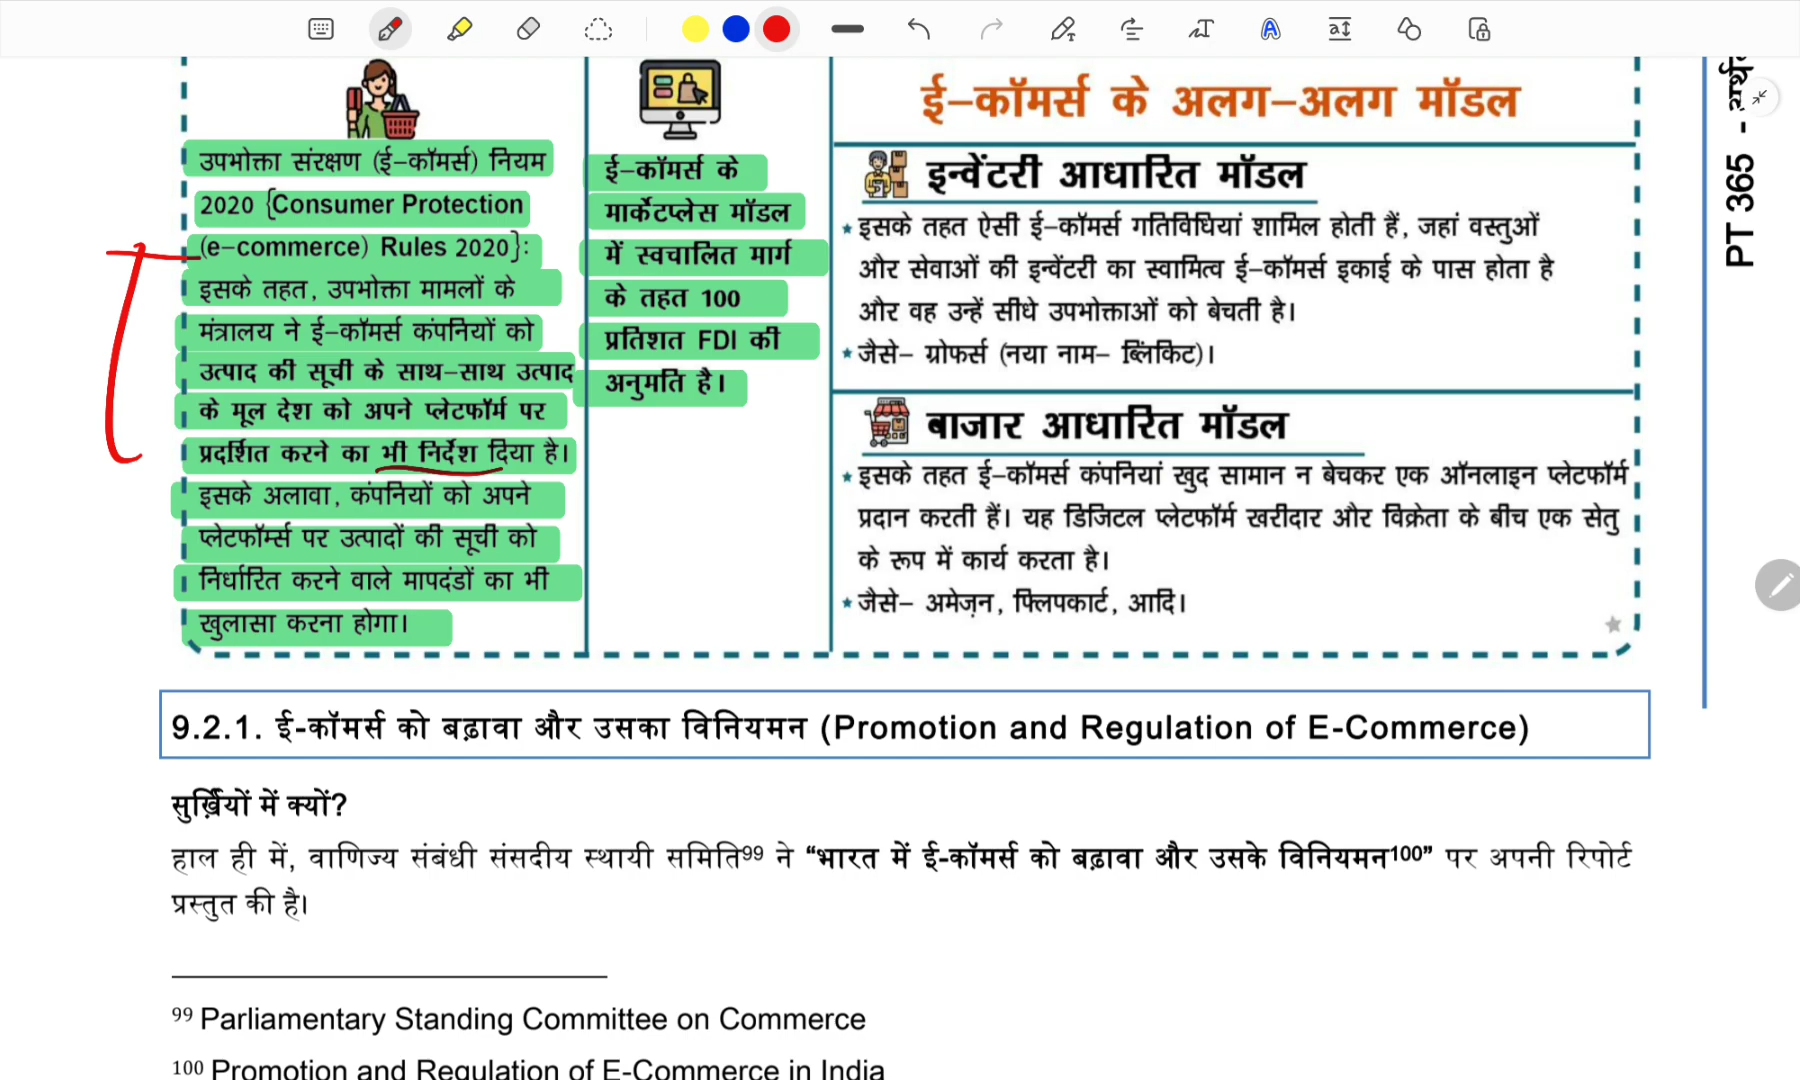 उपभोक्ता संरक्षण (ई-कॉमर्स) नियम
2020 {Consumer Protection
(e-commerce) Rules 2020}:
इसके तहत, उपभोक्ता मामलों के
मंत्रालय ने ई-कॉमर्स कंपनियों को
उत्पाद की सूची के साथ-साथ उत्पाद
के मूल देश को अपने प्लेटफॉर्म पर
प्रदर्शित करने का भी निर्देश दिया है।
इसके अलावा, कंपनियों को अपने
प्लेटफॉर्म्स पर उत्पादों की सूची को
निर्धारित करने वाले मापदंडों का भी
खुलासा करना होगा।
ई-कॉमर्स के
मार्केटप्लेस मॉडल
में स्वचालित मार्ग
के तहत 100
प्रतिशत FDI की
अनुमति है।
ई-कॉमर्स के अलग-अलग मॉडल
इन्वेंटरी आधारित मॉडल
इसके तहत ऐसी ई-कॉमर्स गतिविधियां शामिल होती हैं, जहां वस्तुओं
और सेवाओं की इन्वेंटरी का स्वामित्व ई-कॉमर्स इकाई के पास होता है
और वह उन्हें सीधे उपभोक्ताओं को बेचती है।
जैसे- ग्रोफर्स (नया नाम- ब्लिंकिट)।
बाजार आधारित मॉडल
इसके तहत ई-कॉमर्स कंपनियां खुद सामान न बेचकर एक ऑनलाइन प्लेटफॉर्म
प्रदान करती हैं। यह डिजिटल प्लेटफॉर्म खरीदार और विक्रेता के बीच एक सेतु
के रूप में कार्य करता है।
जैसे- अमेज़न, फ्लिपकार्ट, आदि।
PT 365 -
9.2.1. ई-कॉमर्स को बढ़ावा और उसका विनियमन (Promotion and Regulation of E-Commerce)
सुर्ख़ियों में क्यों?
हाल ही में, वाणिज्य संबंधी संसदीय स्थायी समिति99 ने “भारत में ई-कॉमर्स को बढ़ावा और उसके विनियमन100” पर अपनी रिपोर्ट
प्रस्तुत की है।
99 Parliamentary Standing Committee on Commerce
100 Promotion and Regulation of E-Commerce in India